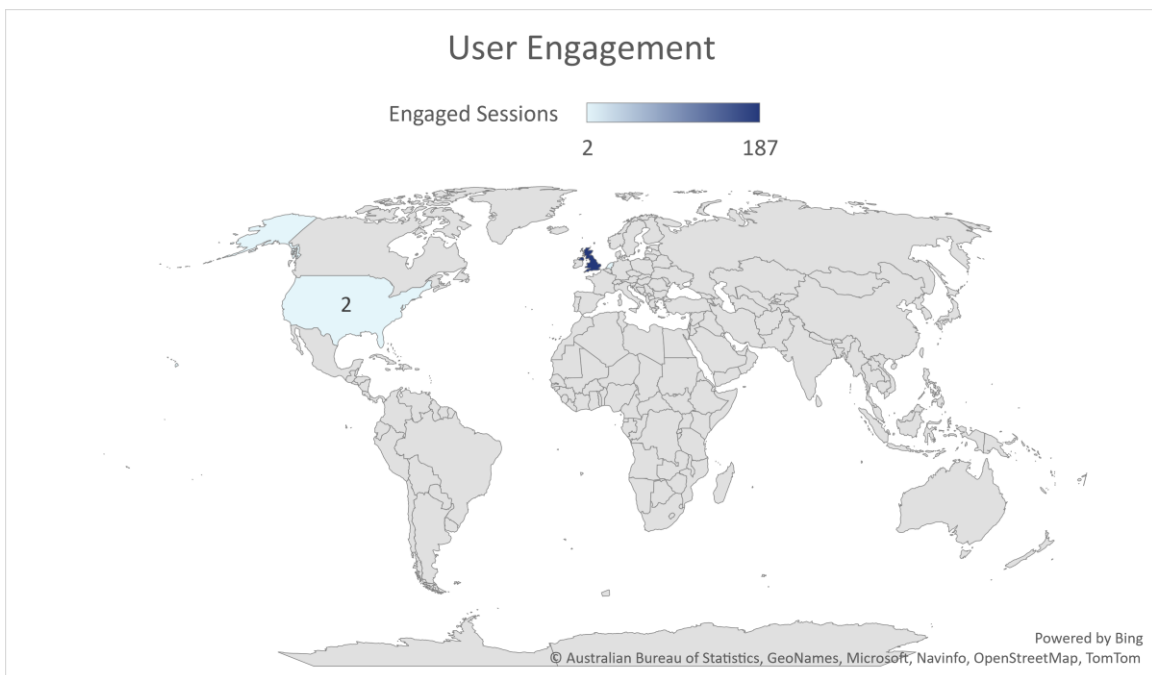 User Engagement
Engaged Sessions
2 187
2
Powered by Bing
© Australian Bureau of Statistics, GeoNames, Microsoft, Navinfo, OpenStreetMap, TomTom